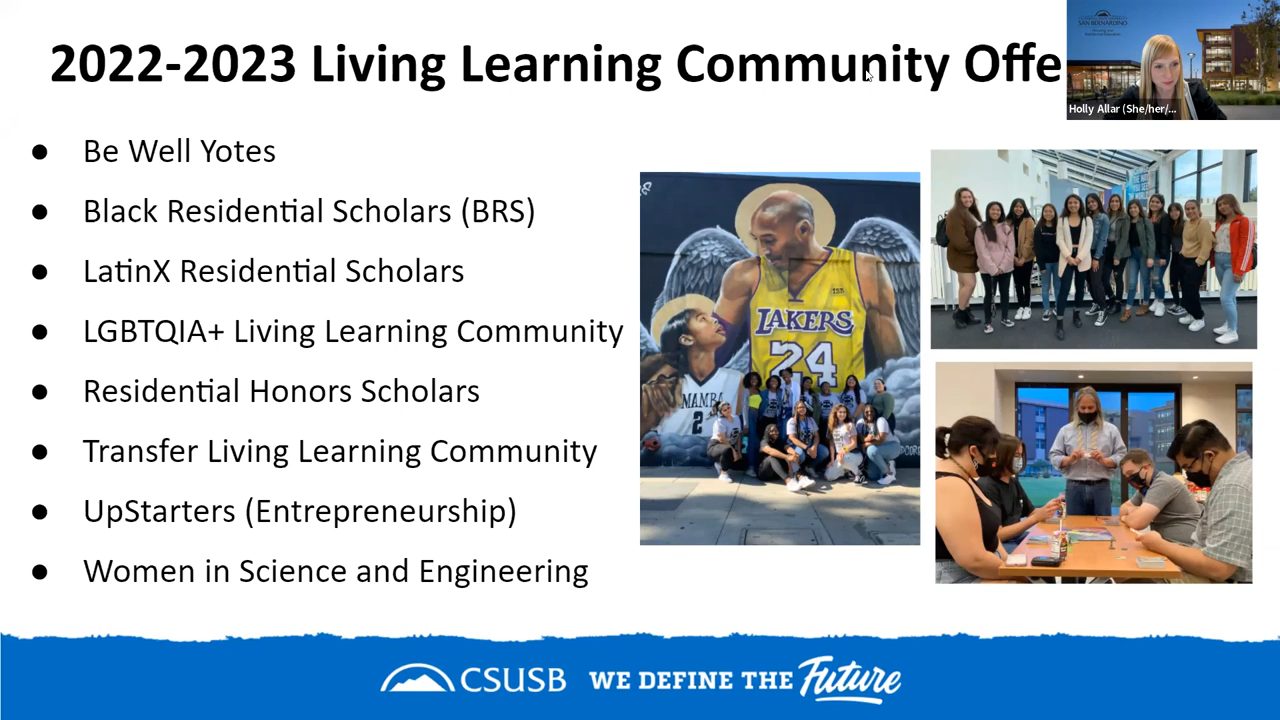 2022-2023 Living Learning Community Offe
SAN BERNARDINO
Holly Allar (She/her/...
● Be Well Yotes
● Black Residential Scholars (BRS)
● LatinX Residential Scholars
● LGBTQIA+ Living Learning Community
● Residential Honors Scholars
● Transfer Living Learning Community
● UpStarters (Entrepreneurship)
● Women in Science and Engineering
LAKERS
24
MAMBA
2
CSUSB WE DEFINE THE Future